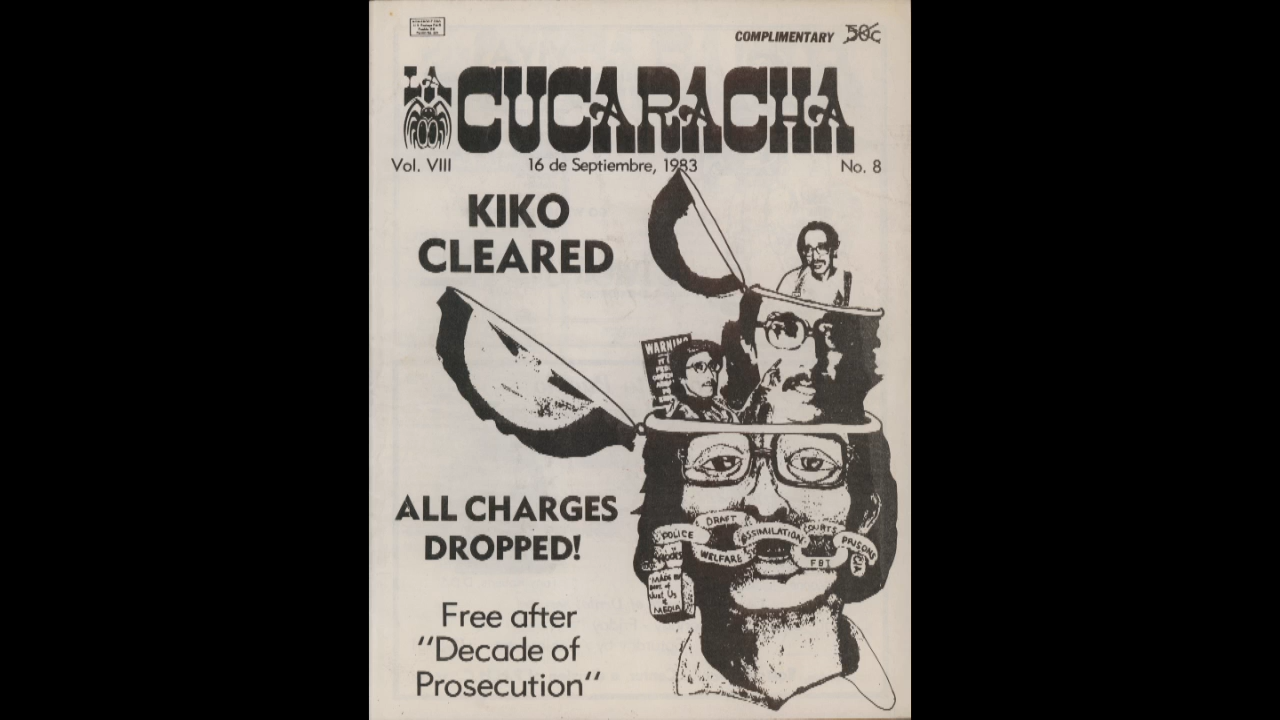 COMPLIMENTARY 50¢
LA CUCARACHA
Vol. VIII 16 de Septiembre, 1983 No. 8
KIKO
CLEARED
WARNING
DRAFT
POLICE ASSIMILATION COURTS PRISONS
WELFARE FBI CIA
MEDIA
ALL CHARGES
DROPPED!
Free after
"Decade of
Prosecution"